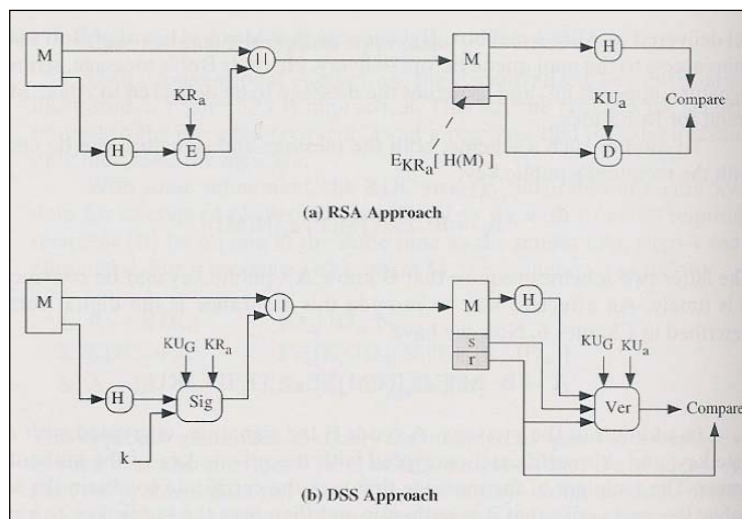 M
||
M
H
KRa
KUa
Compare
H
E
D
EKRa[ H(M) ]
(a) RSA Approach
M
||
M
H
s
r
KUG
KRa
KUG
KUa
H
Sig
Ver
Compare
k
(b) DSS Approach